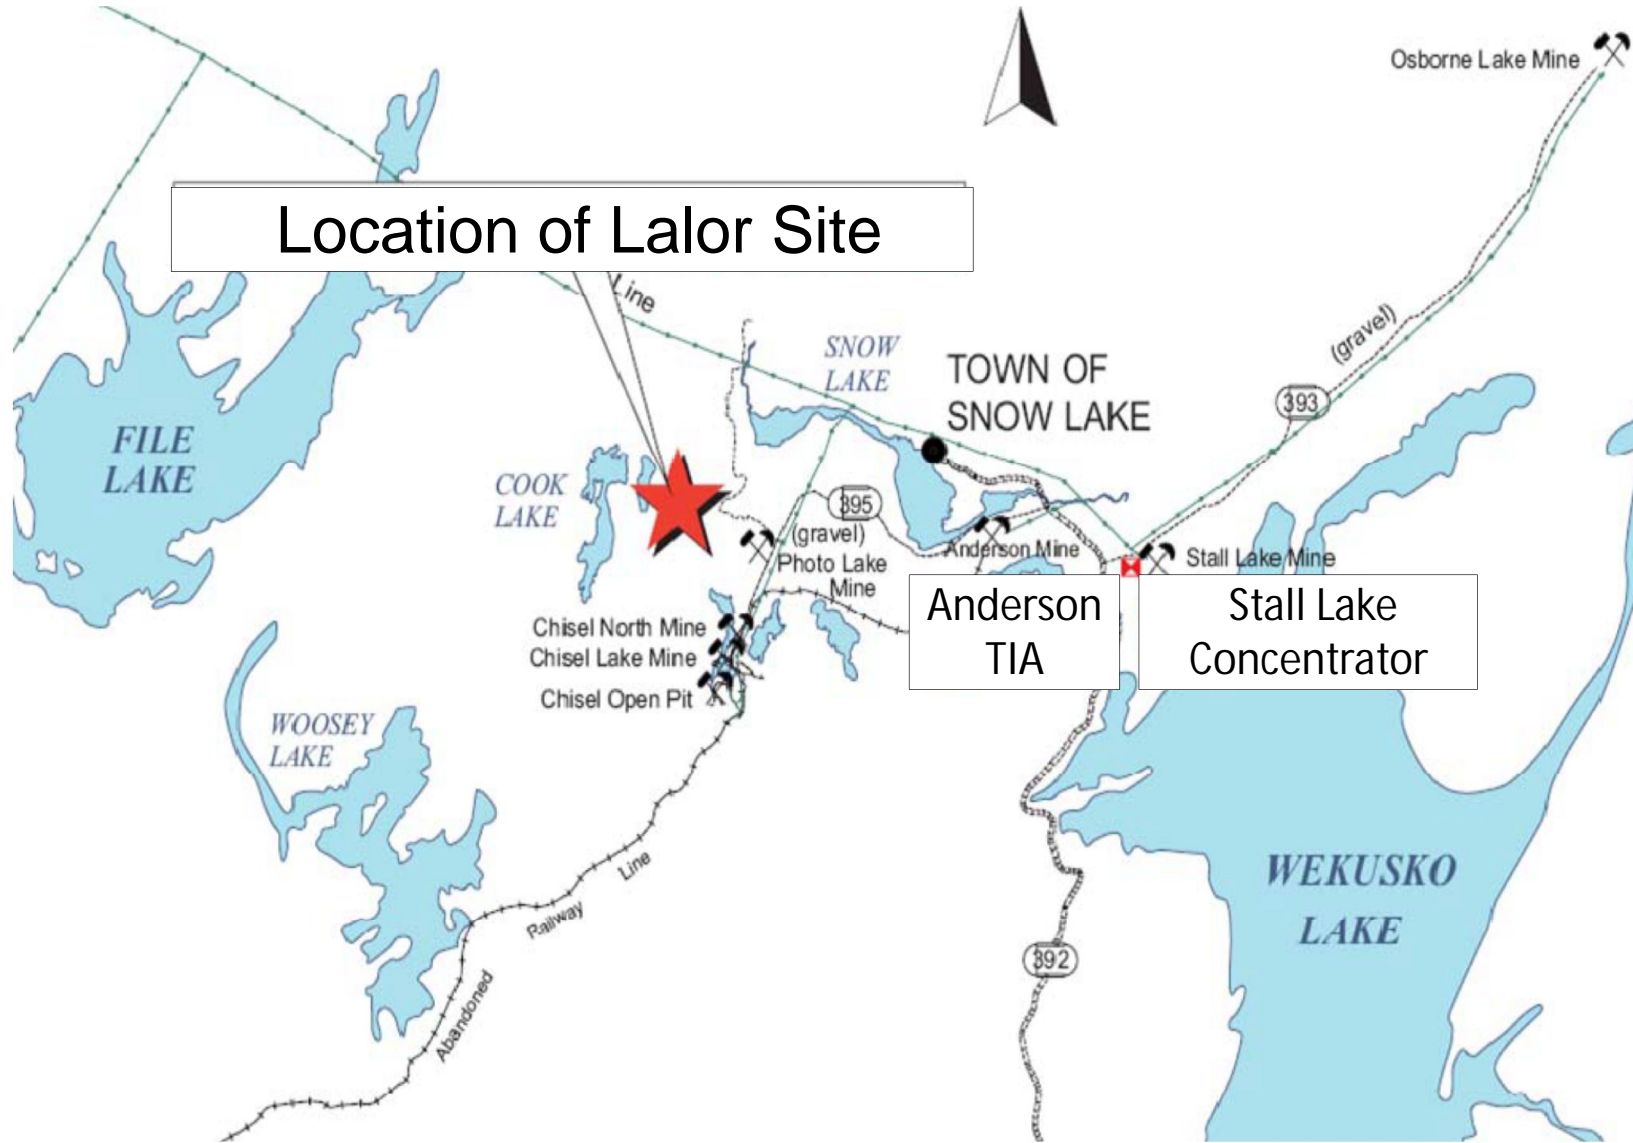 Osborne Lake Mine
Location of Lalor Site
Line
(gravel)
SNOW
LAKE
TOWN OF
SNOW LAKE
393
FILE
LAKE
COOK
LAKE
395
(gravel)
Photo Lake
Mine
Anderson Mine
Stall Lake Mine
Anderson
TIA
Stall Lake
Concentrator
Chisel North Mine
Chisel Lake Mine
Chisel Open Pit
WOOSEY
LAKE
WEKUSKO
LAKE
392
Abandoned
Railway
Line